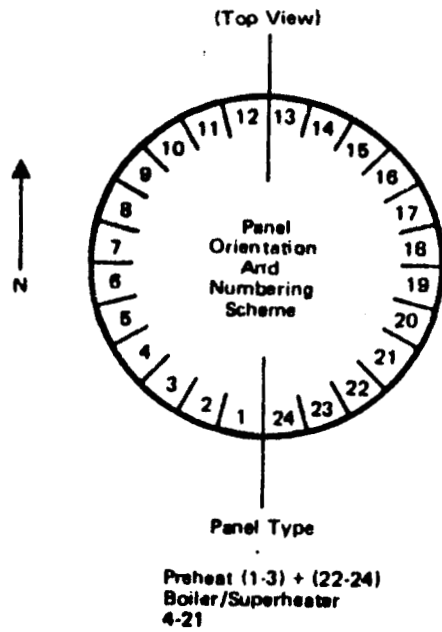 (Top View)
12 13
11 14
10 15
9 16
8 17
7 18
6 19
5 20
4 21
3 22
2 23
1 24
Panel
Orientation
And
Numbering
Scheme
N
Panel Type
Preheat (1-3) + (22-24)
Boiler/Superheater
4-21